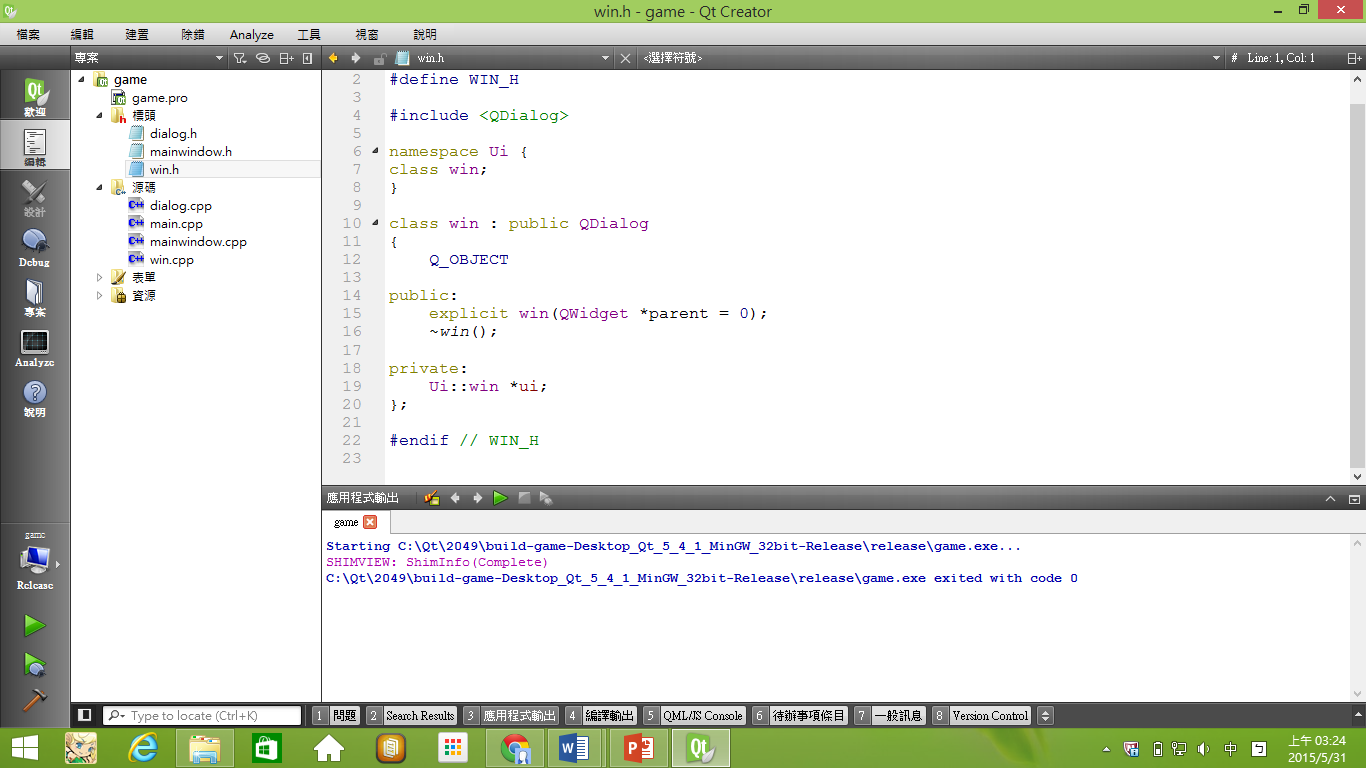 win.h - game - Qt Creator
檔案 編輯 建置 除錯 Analyze 工具 視窗 說明
專案 win.h <選擇符號> # Line: 1, Col: 1
歡迎
編輯
設計
Debug
專案
Analyze
說明
game
Release
game
game.pro
標頭
dialog.h
mainwindow.h
win.h
源碼
dialog.cpp
main.cpp
mainwindow.cpp
win.cpp
表單
資源
2 #define WIN_H
3
4 #include <QDialog>
5
6 namespace Ui {
7 class win;
8 }
9
10 class win : public QDialog
11 {
12 Q_OBJECT
13
14 public:
15 explicit win(QWidget *parent = 0);
16 ~win();
17
18 private:
19 Ui::win *ui;
20 };
21
22 #endif // WIN_H
23
應用程式輸出
game
Starting C:\Qt\2049\build-game-Desktop_Qt_5_4_1_MinGW_32bit-Release\release\game.exe...
SHIMVIEW: ShimInfo(Complete)
C:\Qt\2049\build-game-Desktop_Qt_5_4_1_MinGW_32bit-Release\release\game.exe exited with code 0
Type to locate (Ctrl+K) 1 問題 2 Search Results 3 應用程式輸出 4 編譯輸出 5 QML/JS Console 6 待辦事項條目 7 一般訊息 8 Version Control
中
上午 03:24
2015/5/31